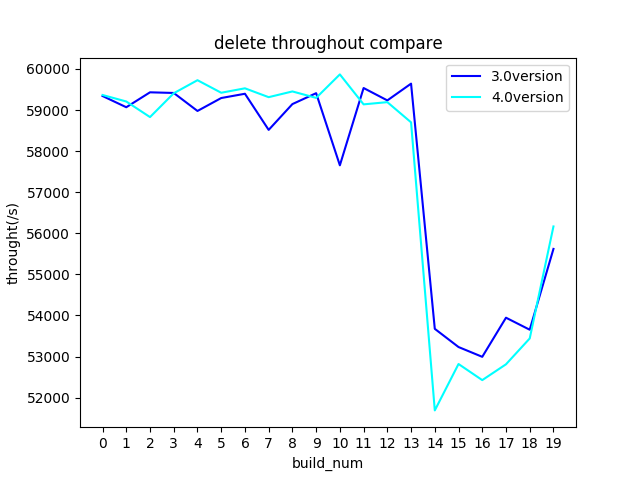 delete throughout compare
3.0version
4.0version
throught(/s)
60000
59000
58000
57000
56000
55000
54000
53000
52000
0 1 2 3 4 5 6 7 8 9 10 11 12 13 14 15 16 17 18 19
build_num